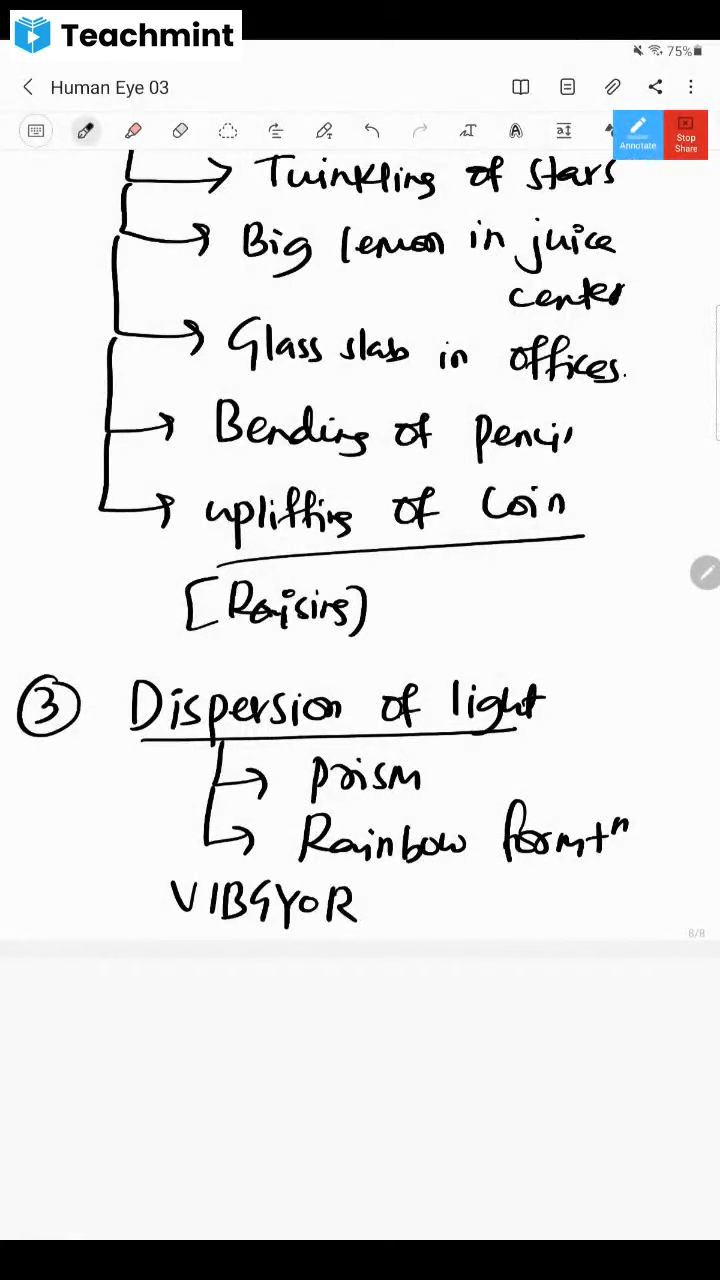 Teachmint
75%
Human Eye 03
Annotate
Stop Share
Twinkling of stars
Big lemon in juice
center
Glass slab in offices.
Bending of Pencil
uplifting of Coin
[Raising)
③ Dispersion of light
Prism
Rainbow formtⁿ
VIBGYOR
8/8